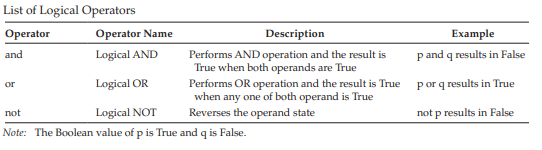 List of Logical Operators
Operator Operator Name Description Example
and Logical AND Performs AND operation and the result is p and q results in False
True when both operands are True
or Logical OR Performs OR operation and the result is True p or q results in True
when any one of both operand is True
not Logical NOT Reverses the operand state not p results in False
Note: The Boolean value of p is True and q is False.